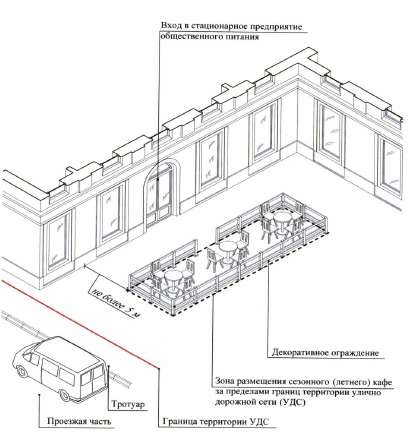 Вход в стационарное предприятие
общественного питания
не более 5 м
Декоративное ограждение
Зона размещения сезонного (летнего) кафе
за пределами границ территории улично
дорожной сети (УДС)
Тротуар
Проезжая часть
Граница территории УДС